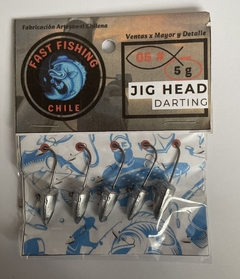 Fabricación Artesanal Chilena
Ventas x Mayor y Detalle
FAST FISHING
CHILE
06 #
5 g
JIG HEAD
DARTING